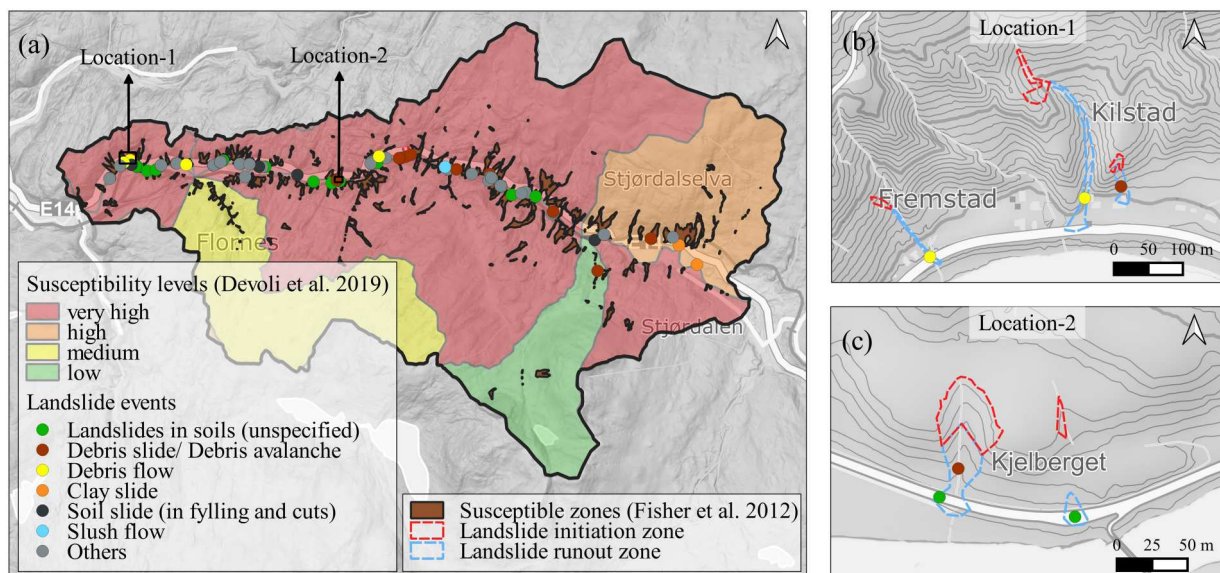 (a)
Location-1
Location-2
Stjørdalselva
E14
Flornes
Stjørdalen
Susceptibility levels (Devoli et al. 2019)
very high
high
medium
low
Landslide events
Landslides in soils (unspecified)
Debris slide/ Debris avalanche
Debris flow
Clay slide
Soil slide (in fylling and cuts)
Slush flow
Others
Susceptible zones (Fisher et al. 2012)
Landslide initiation zone
Landslide runout zone
(b)
Location-1
Kilstad
Fremstad
0 50 100 m
(c)
Location-2
Kjelberget
0 25 50 m